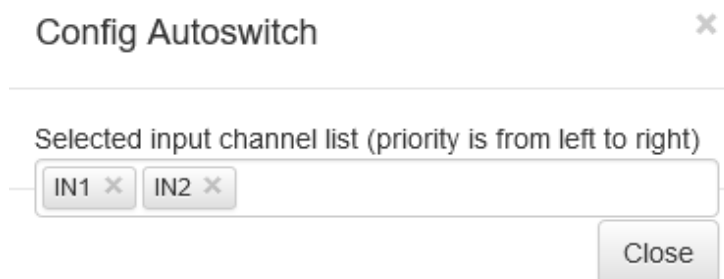 Config Autoswitch ×
Selected input channel list (priority is from left to right)
IN1 × IN2 ×
Close